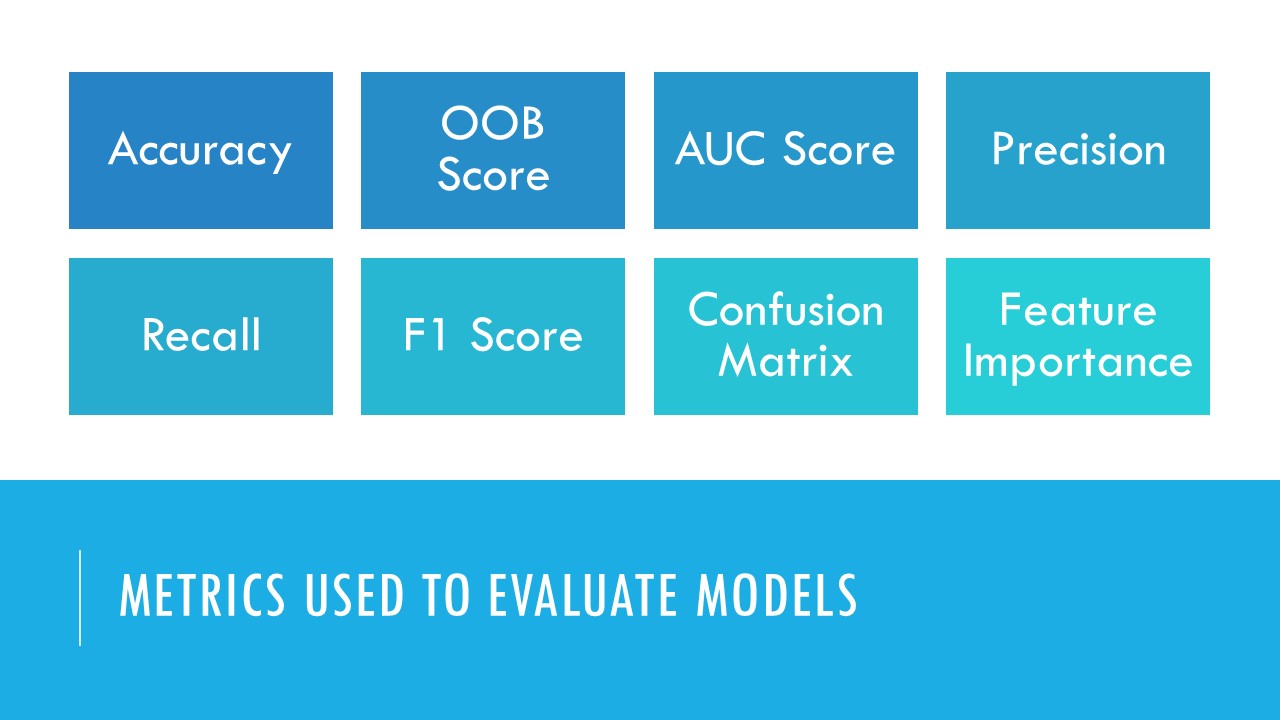 Accuracy
OOB
Score
AUC Score
Precision
Recall
F1 Score
Confusion
Matrix
Feature
Importance
METRICS USED TO EVALUATE MODELS